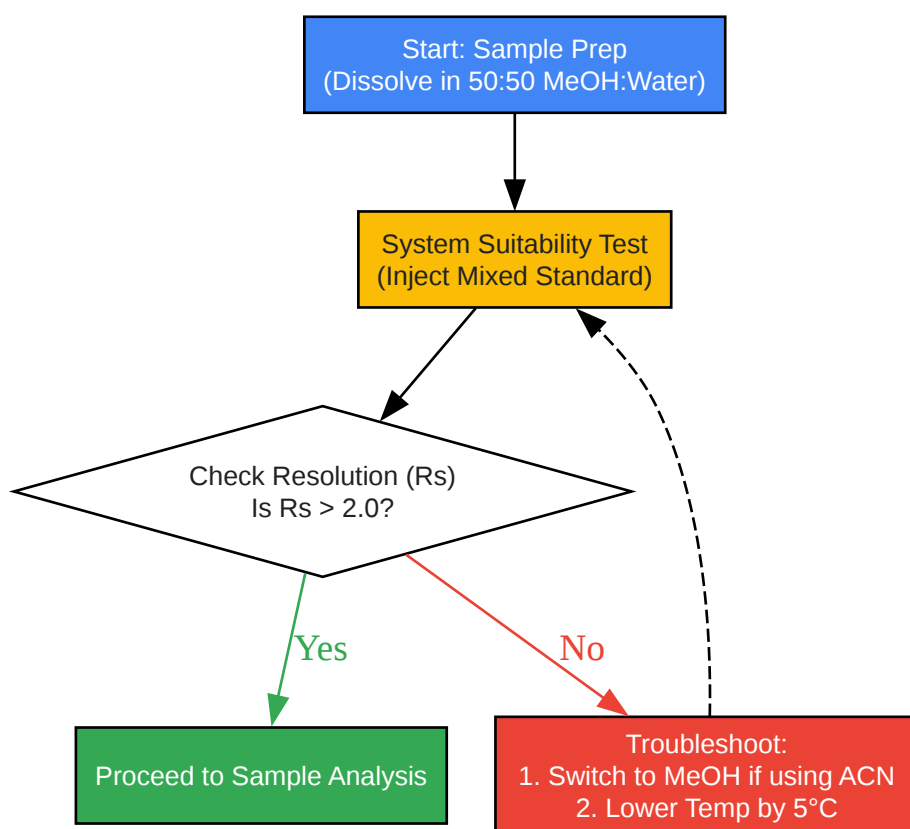 Start: Sample Prep
(Dissolve in 50:50 MeOH:Water)
System Suitability Test
(Inject Mixed Standard)
Check Resolution (Rs)
Is Rs > 2.0?
Yes
No
Proceed to Sample Analysis
Troubleshoot:
1. Switch to MeOH if using ACN
2. Lower Temp by 5°C